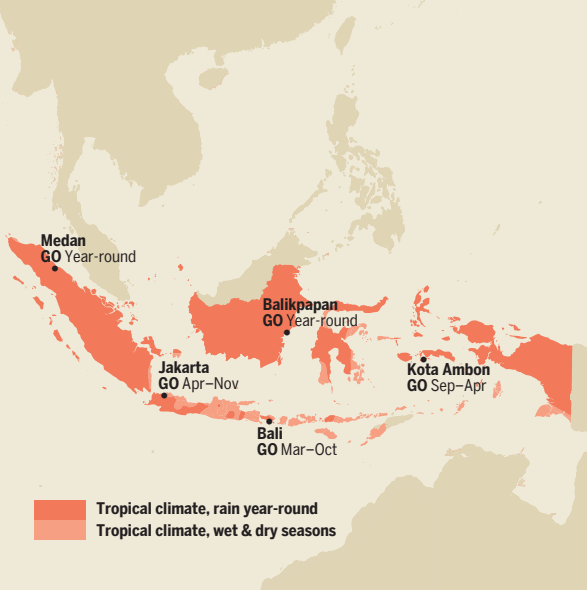 Medan
GO Year-round
Balikpapan
GO Year-round
Jakarta
GO Apr–Nov
Kota Ambon
GO Sep–Apr
Bali
GO Mar–Oct
Tropical climate, rain year-round
Tropical climate, wet & dry seasons